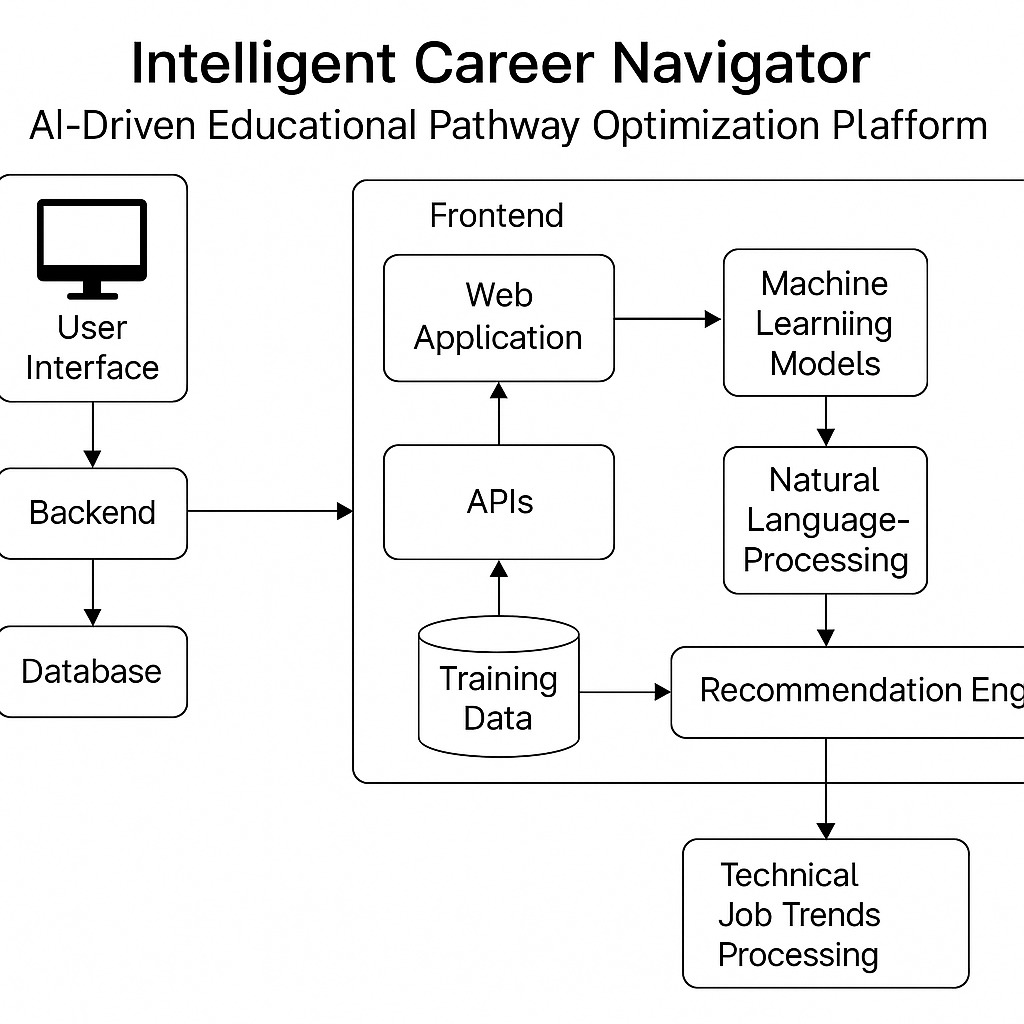 Intelligent Career Navigator
AI-Driven Educational Pathway Optimization Plafform
User
Interface
Backend
Database
Frontend
Web
Application
APIs
Training
Data
Machine
Learniing
Models
Natural
Language-
Processing
Recommendation Eng
Technical
Job Trends
Processing